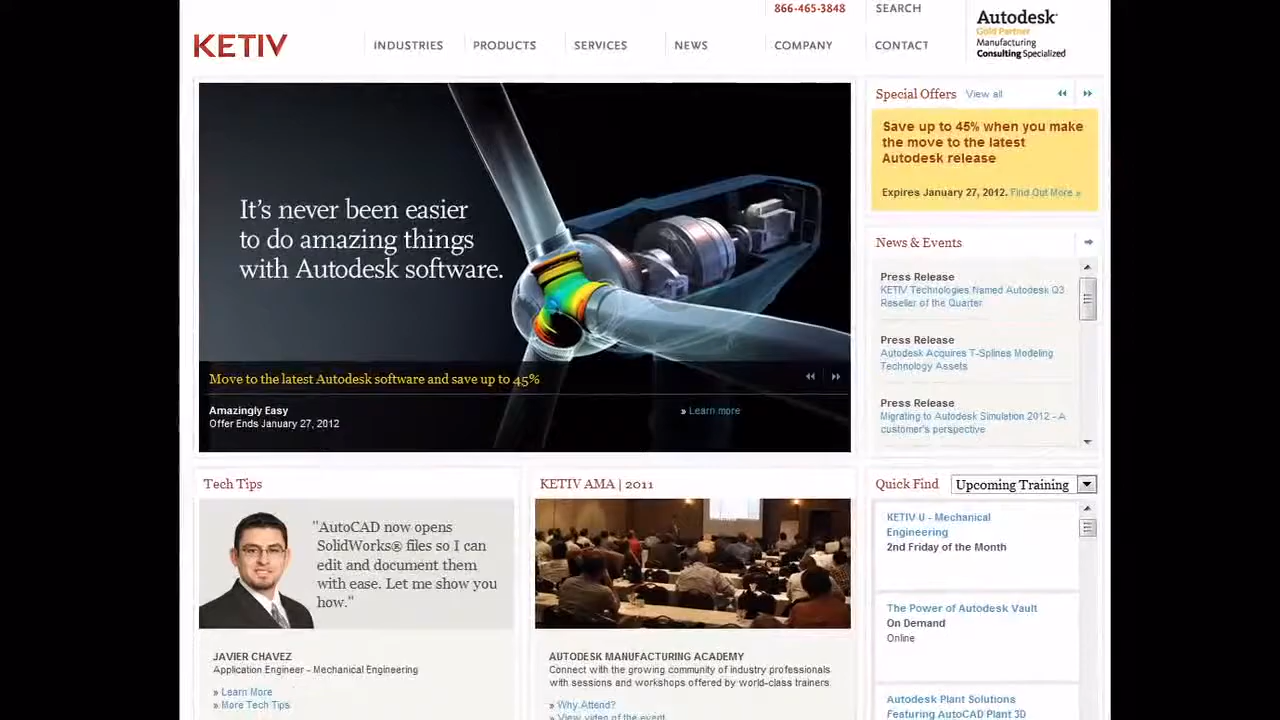 866-465-3848
SEARCH
KETIV
INDUSTRIES
PRODUCTS
SERVICES
NEWS
COMPANY
CONTACT
Autodesk
Gold Partner
Manufacturing
Consulting Specialized
It's never been easier
to do amazing things
with Autodesk software.
Move to the latest Autodesk software and save up to 45%
Amazingly Easy
Offer Ends January 27, 2012
» Learn more
Special Offers View all
Save up to 45% when you make
the move to the latest
Autodesk release
Expires January 27, 2012. Find Out More »
News & Events
Press Release
KETIV Technologies Named Autodesk Q3
Reseller of the Quarter
Press Release
Autodesk Acquires T-Splines Modeling
Technology Assets
Press Release
Migrating to Autodesk Simulation 2012 - A
customer's perspective
Tech Tips
"AutoCAD now opens
SolidWorks® files so I can
edit and document them
with ease. Let me show you
how."
JAVIER CHAVEZ
Application Engineer - Mechanical Engineering
» Learn More
» More Tech Tips
KETIV AMA | 2011
AUTODESK MANUFACTURING ACADEMY
Connect with the growing community of industry professionals
with sessions and workshops offered by world-class trainers.
» Why Attend?
» View video of the event
Quick Find
Upcoming Training
KETIV U - Mechanical
Engineering
2nd Friday of the Month
The Power of Autodesk Vault
On Demand
Online
Autodesk Plant Solutions
Featuring AutoCAD Plant 3D